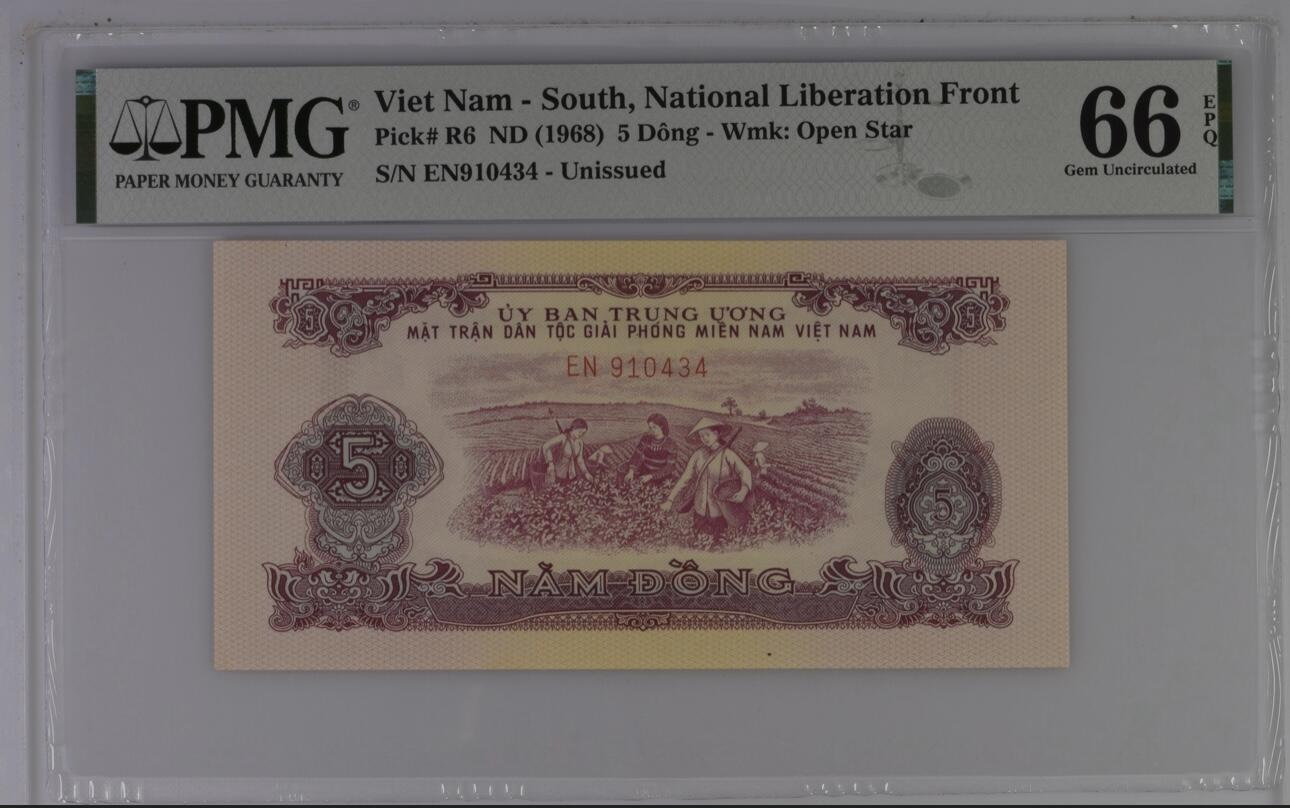 PMG®
PAPER MONEY GUARANTY
Viet Nam - South, National Liberation Front
Pick# R6 ND (1968) 5 Dông - Wmk: Open Star
S/N EN910434 - Unissued
66 EPQ
Gem Uncirculated
ỦY BAN TRUNG ƯƠNG
MẶT TRẬN DÂN TỘC GIẢI PHÓNG MIỀN NAM VIỆT NAM
EN 910434
5 5
5 5
NĂM ĐỒNG